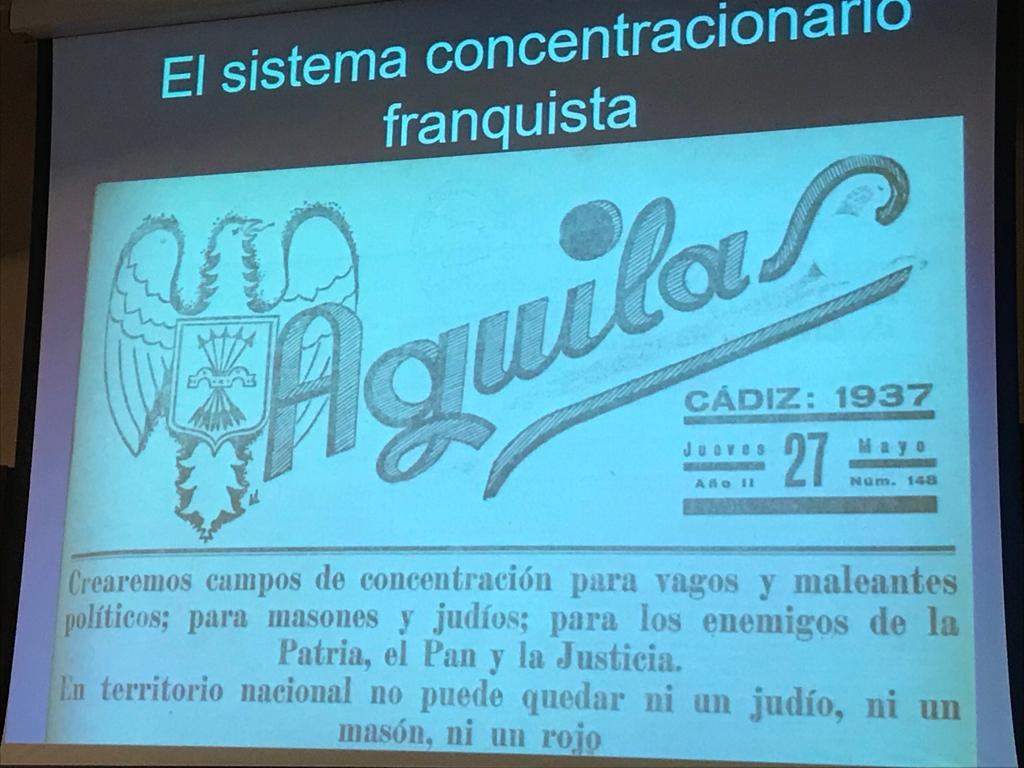 El sistema concentracionario
franquista
Aguilas
CÁDIZ: 1937
Jueves 27 Mayo
Año II Núm. 148
Crearemos campos de concentración para vagos y maleantes
políticos; para masones y judíos; para los enemigos de la
Patria, el Pan y la Justicia.
En territorio nacional no puede quedar ni un judío, ni un
masón, ni un rojo